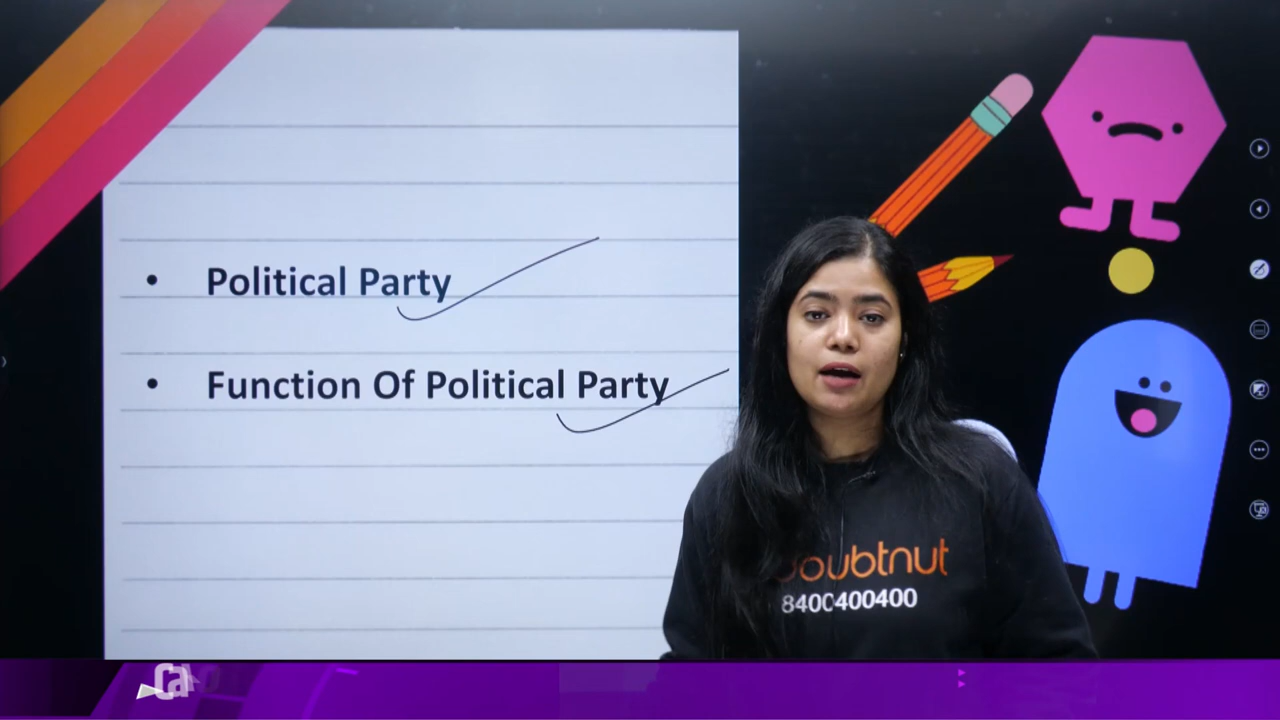 • Political Party
• Function Of Political Party
doubtnut
8400400400